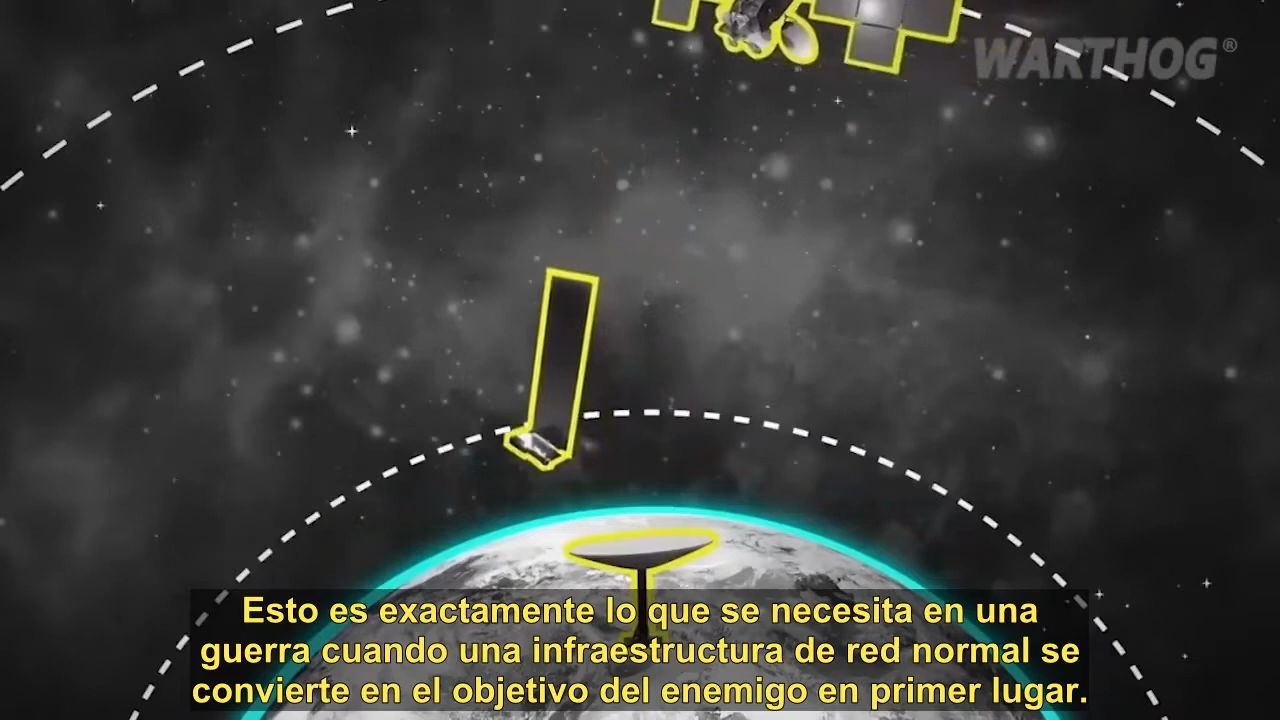 WARTHOG®
Esto es exactamente lo que se necesita en una
guerra cuando una infraestructura de red normal se
convierte en el objetivo del enemigo en primer lugar.